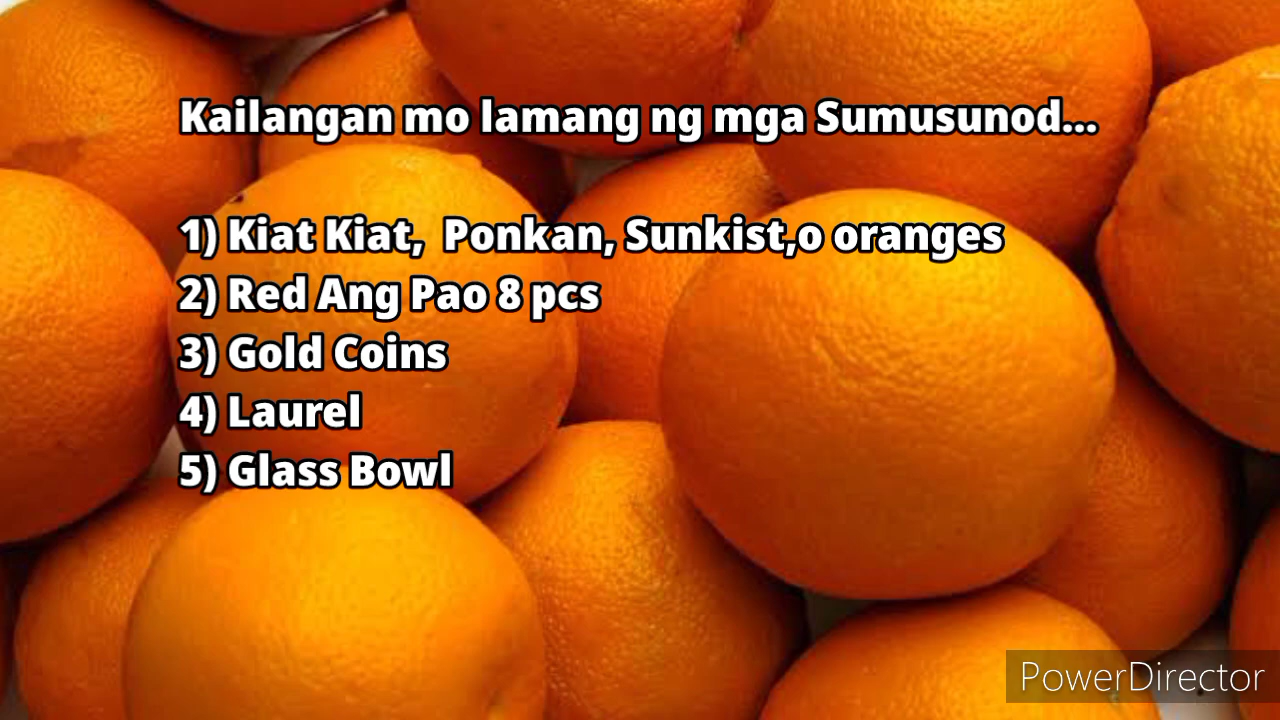 Kailangan mo lamang ng mga Sumusunod...
1) Kiat Kiat, Ponkan, Sunkist,o oranges
2) Red Ang Pao 8 pcs
3) Gold Coins
4) Laurel
5) Glass Bowl
PowerDirector